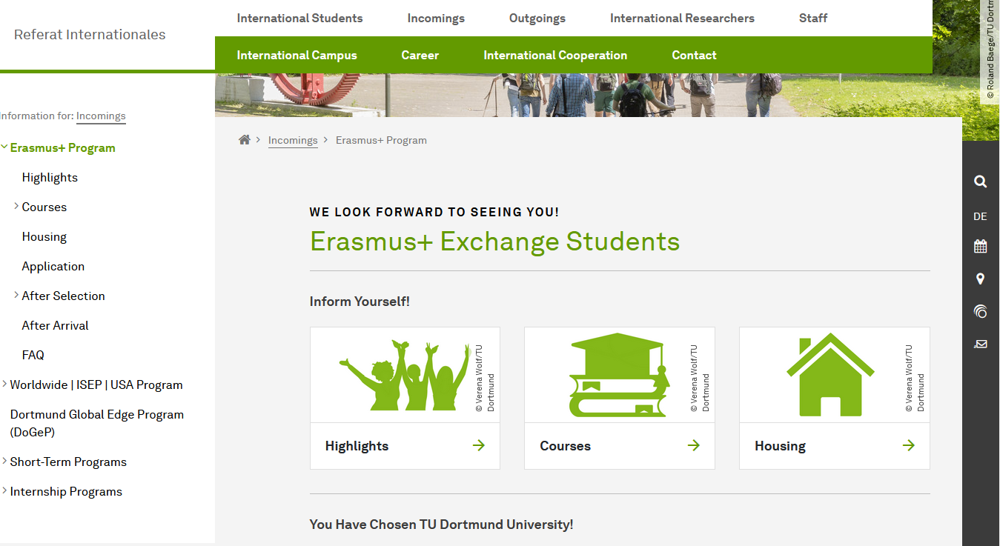 Referat Internationales
International Students Incomings Outgoings International Researchers Staff
International Campus Career International Cooperation Contact
© Roland Baege/TU
Information for: Incomings
Erasmus+ Program
Highlights
Courses
Housing
Application
After Selection
After Arrival
FAQ
Worldwide | ISEP | USA Program
Dortmund Global Edge Program
(DoGeP)
Short-Term Programs
Internship Programs
Incomings Erasmus+ Program
WE LOOK FORWARD TO SEEING YOU!
Erasmus+ Exchange Students
Inform Yourself!
© Verena Wolf/TU
Dortmund
Highlights
© Verena Wolf/TU
Dortmund
Courses
© Verena Wolf/TU
Dortmund
Housing
You Have Chosen TU Dortmund University!
DE